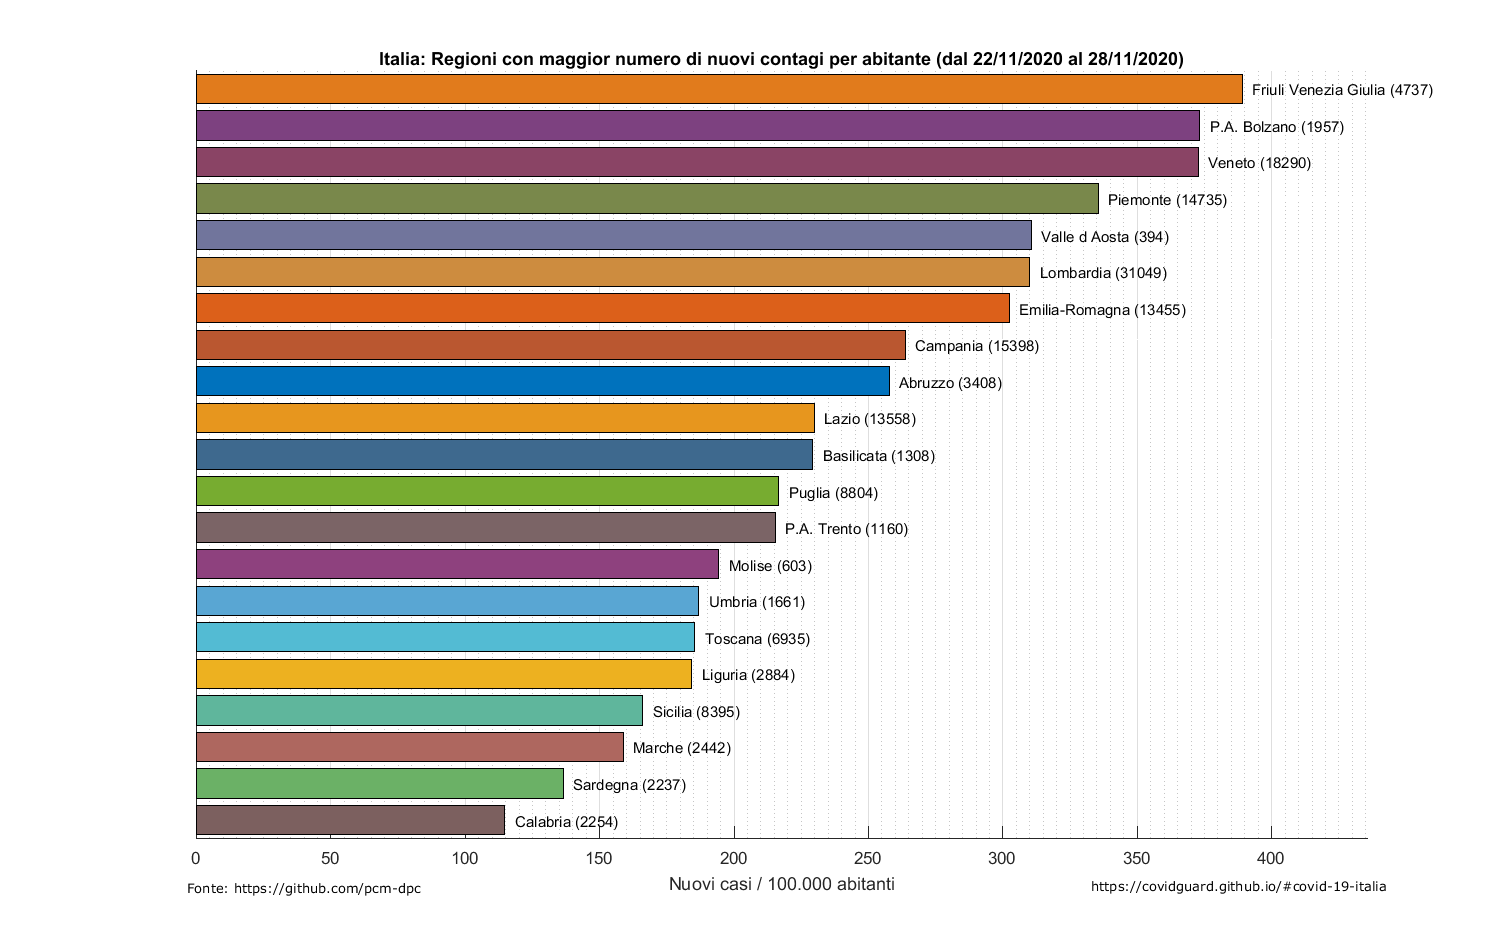 Italia: Regioni con maggior numero di nuovi contagi per abitante (dal 22/11/2020 al 28/11/2020)
Friuli Venezia Giulia (4737)
P.A. Bolzano (1957)
Veneto (18290)
Piemonte (14735)
Valle d Aosta (394)
Lombardia (31049)
Emilia-Romagna (13455)
Campania (15398)
Abruzzo (3408)
Lazio (13558)
Basilicata (1308)
Puglia (8804)
P.A. Trento (1160)
Molise (603)
Umbria (1661)
Toscana (6935)
Liguria (2884)
Sicilia (8395)
Marche (2442)
Sardegna (2237)
Calabria (2254)
0 50 100 150 200 250 300 350 400
Nuovi casi / 100.000 abitanti
Fonte: https://github.com/pcm-dpc
https://covidguard.github.io/#covid-19-italia